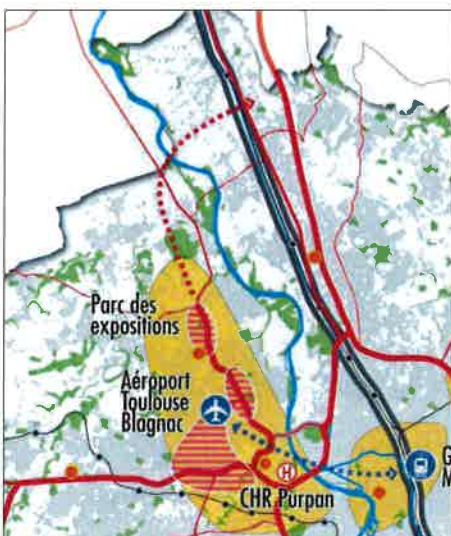 Parc des
expositions
Aéroport
Toulouse
Blagnac
H
CHR Purpan
G
M